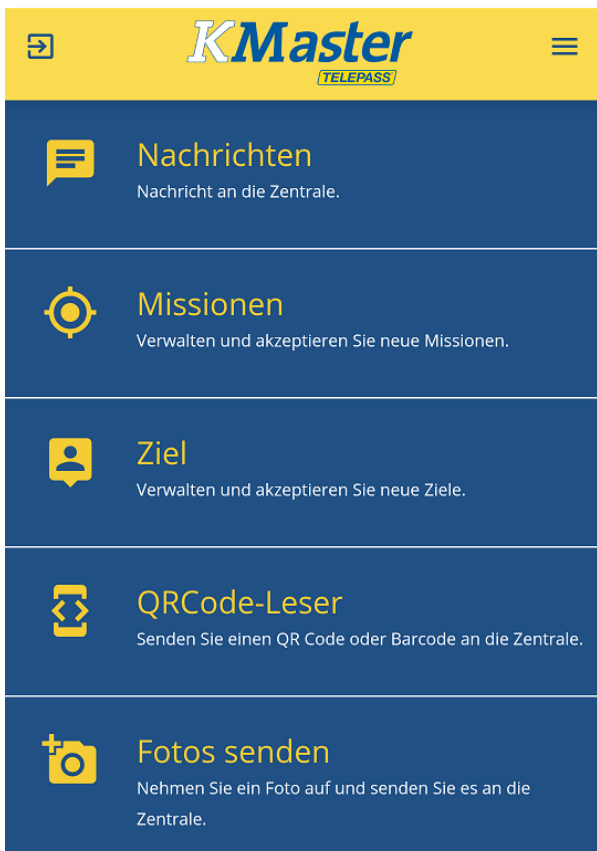 KMaster
TELEPASS
Nachrichten
Nachricht an die Zentrale.
Missionen
Verwalten und akzeptieren Sie neue Missionen.
Ziel
Verwalten und akzeptieren Sie neue Ziele.
QRCode-Leser
Senden Sie einen QR Code oder Barcode an die Zentrale.
Fotos senden
Nehmen Sie ein Foto auf und senden Sie es an die
Zentrale.